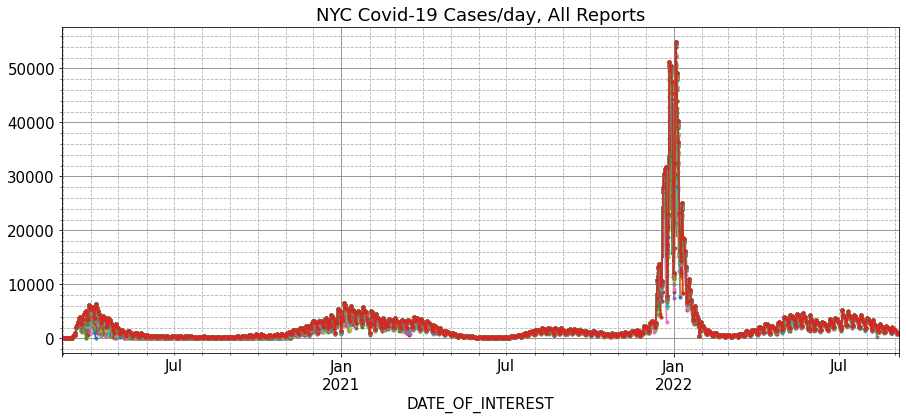 NYC Covid-19 Cases/day, All Reports
50000
40000
30000
20000
10000
0
Jul Jan Jul Jan Jul
2021 2022
DATE_OF_INTEREST